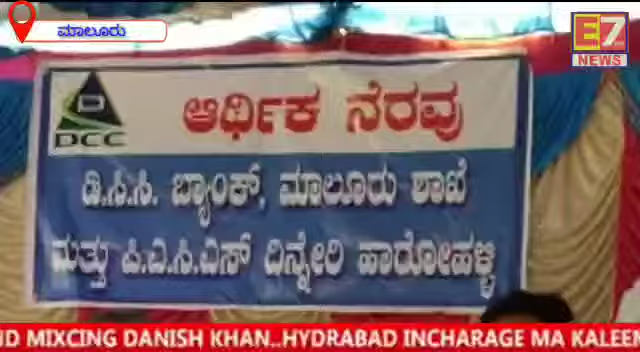 ಮಾಲೂರು
E7
NEWS
D
DCC
ಆರ್ಥಿಕ ನೆರವು
ಡಿ.ಸಿ.ಸಿ. ಬ್ಯಾಂಕ್, ಮಾಲೂರು ಶಾಖೆ
ಮತ್ತು ಪಿ.ಎ.ಸಿ.ಎಸ್ ದಿನ್ನೇರಿ ಹಾರೋಹಳ್ಳಿ
ND MIXCING DANISH KHAN..HYDRABAD INCHARAGE MA KALEEM